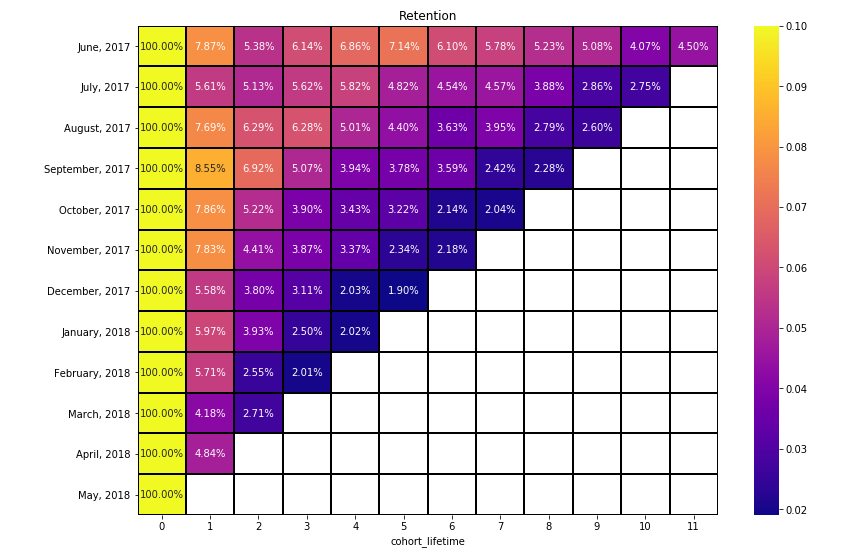 Retention
June, 2017 100.00% 7.87% 5.38% 6.14% 6.86% 7.14% 6.10% 5.78% 5.23% 5.08% 4.07% 4.50%
July, 2017 100.00% 5.61% 5.13% 5.62% 5.82% 4.82% 4.54% 4.57% 3.88% 2.86% 2.75%
August, 2017 100.00% 7.69% 6.29% 6.28% 5.01% 4.40% 3.63% 3.95% 2.79% 2.60%
September, 2017 100.00% 8.55% 6.92% 5.07% 3.94% 3.78% 3.59% 2.42% 2.28%
October, 2017 100.00% 7.86% 5.22% 3.90% 3.43% 3.22% 2.14% 2.04%
November, 2017 100.00% 7.83% 4.41% 3.87% 3.37% 2.34% 2.18%
December, 2017 100.00% 5.58% 3.80% 3.11% 2.03% 1.90%
January, 2018 100.00% 5.97% 3.93% 2.50% 2.02%
February, 2018 100.00% 5.71% 2.55% 2.01%
March, 2018 100.00% 4.18% 2.71%
April, 2018 100.00% 4.84%
May, 2018 100.00%
0 1 2 3 4 5 6 7 8 9 10 11
cohort_lifetime
0.10
0.09
0.08
0.07
0.06
0.05
0.04
0.03
0.02